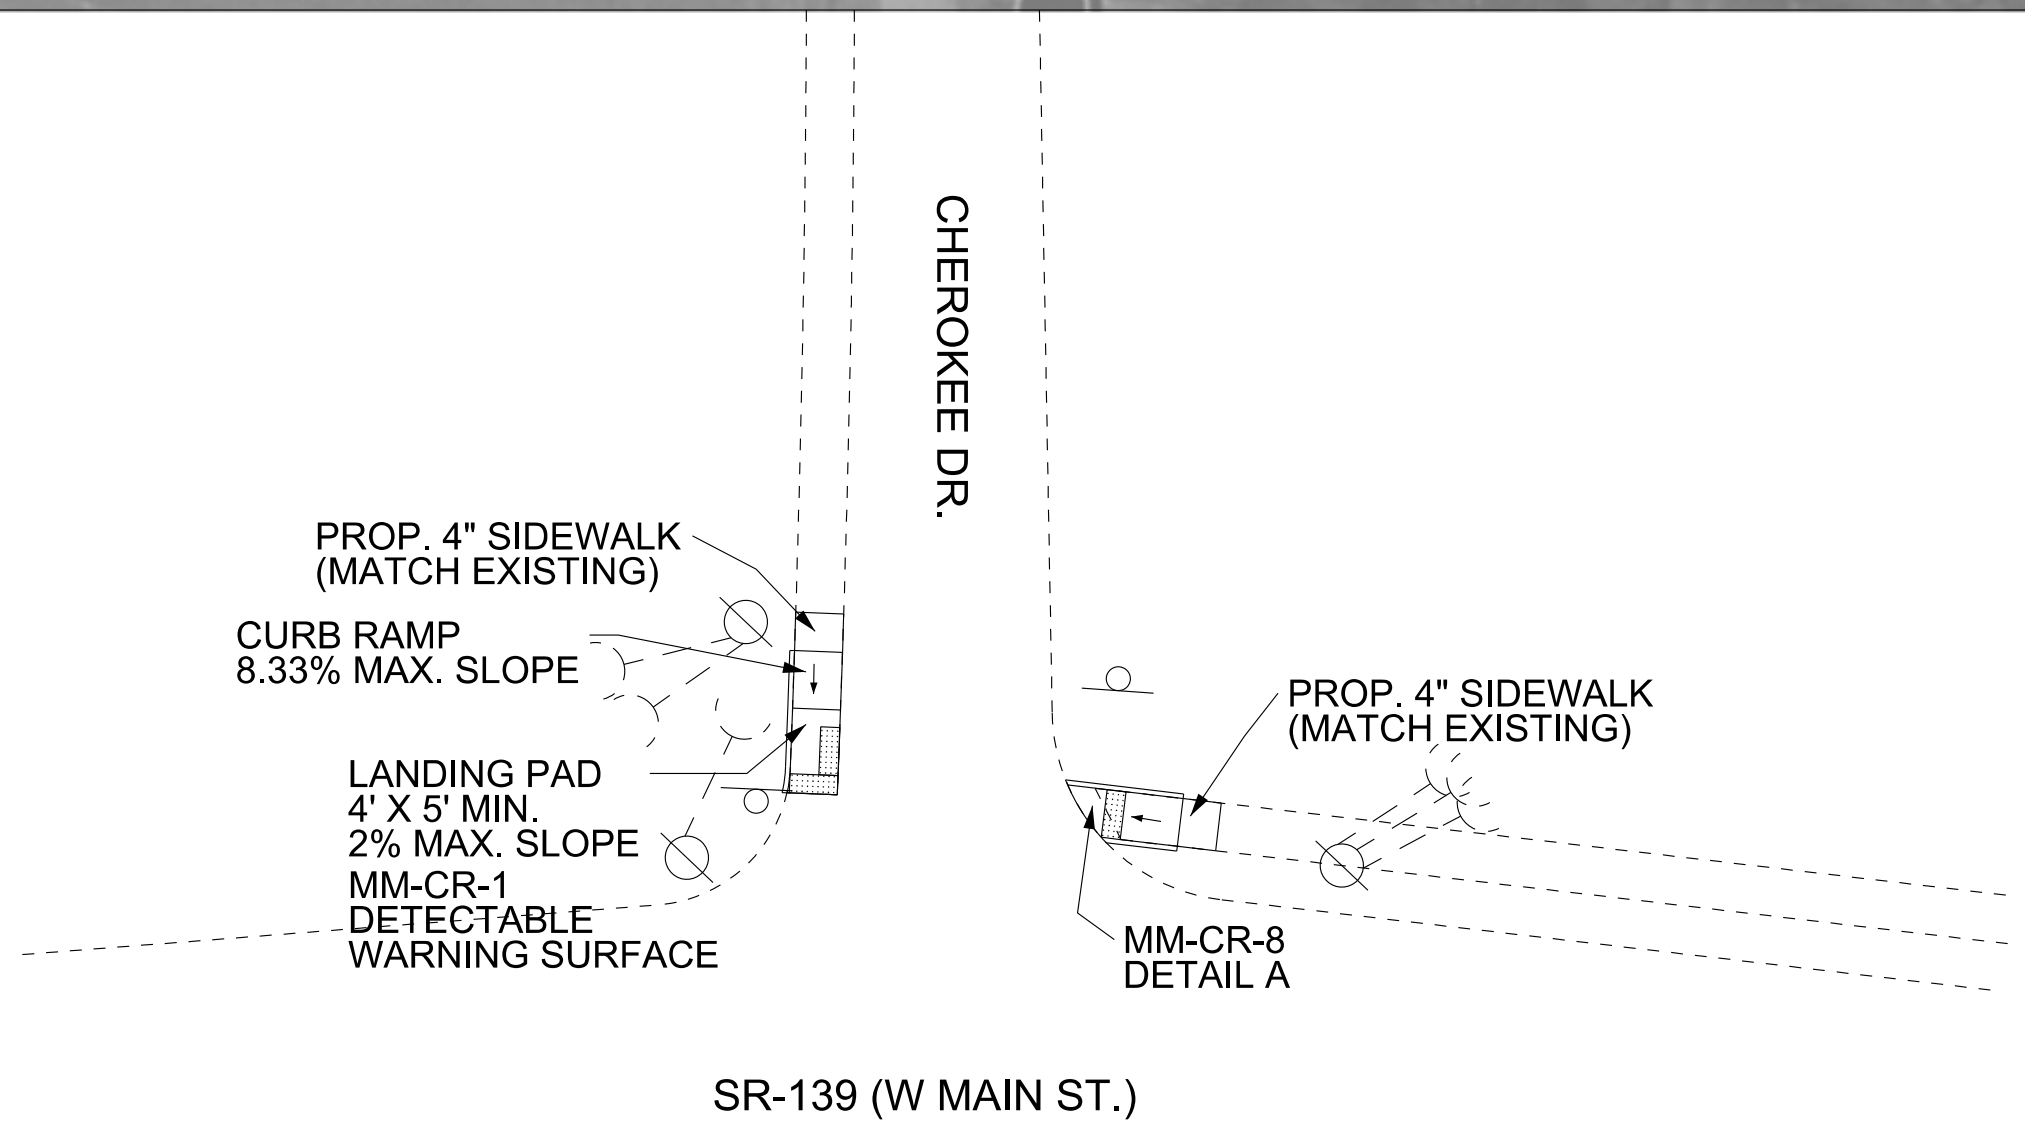 CHEROKEE DR.
PROP. 4" SIDEWALK
(MATCH EXISTING)
CURB RAMP
8.33% MAX. SLOPE
LANDING PAD
4' X 5' MIN.
2% MAX. SLOPE
MM-CR-1
DETECTABLE
WARNING SURFACE
PROP. 4" SIDEWALK
(MATCH EXISTING)
MM-CR-8
DETAIL A
SR-139 (W MAIN ST.)